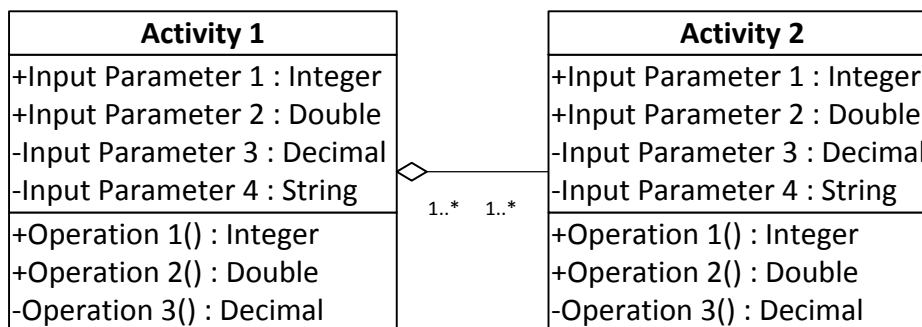 Activity 1
+Input Parameter 1 : Integer
+Input Parameter 2 : Double
-Input Parameter 3 : Decimal
-Input Parameter 4 : String
+Operation 1() : Integer
+Operation 2() : Double
-Operation 3() : Decimal
1..* 1..*
Activity 2
+Input Parameter 1 : Integer
+Input Parameter 2 : Double
-Input Parameter 3 : Decimal
-Input Parameter 4 : String
+Operation 1() : Integer
+Operation 2() : Double
-Operation 3() : Decimal